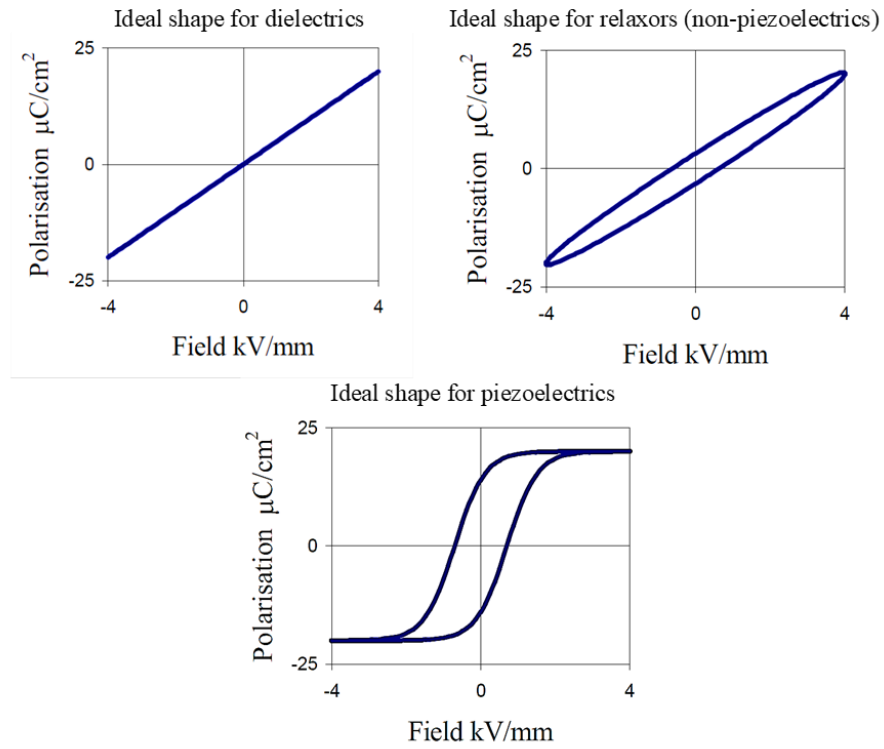 Ideal shape for dielectrics
25
0
-25
-4
0
4
Polarisation μC/cm²
Field kV/mm
Ideal shape for relaxors (non-piezoelectrics)
25
0
-25
-4
0
4
Polarisation μC/cm²
Field kV/mm
Ideal shape for piezoelectrics
25
0
-25
-4
0
4
Polarisation μC/cm²
Field kV/mm